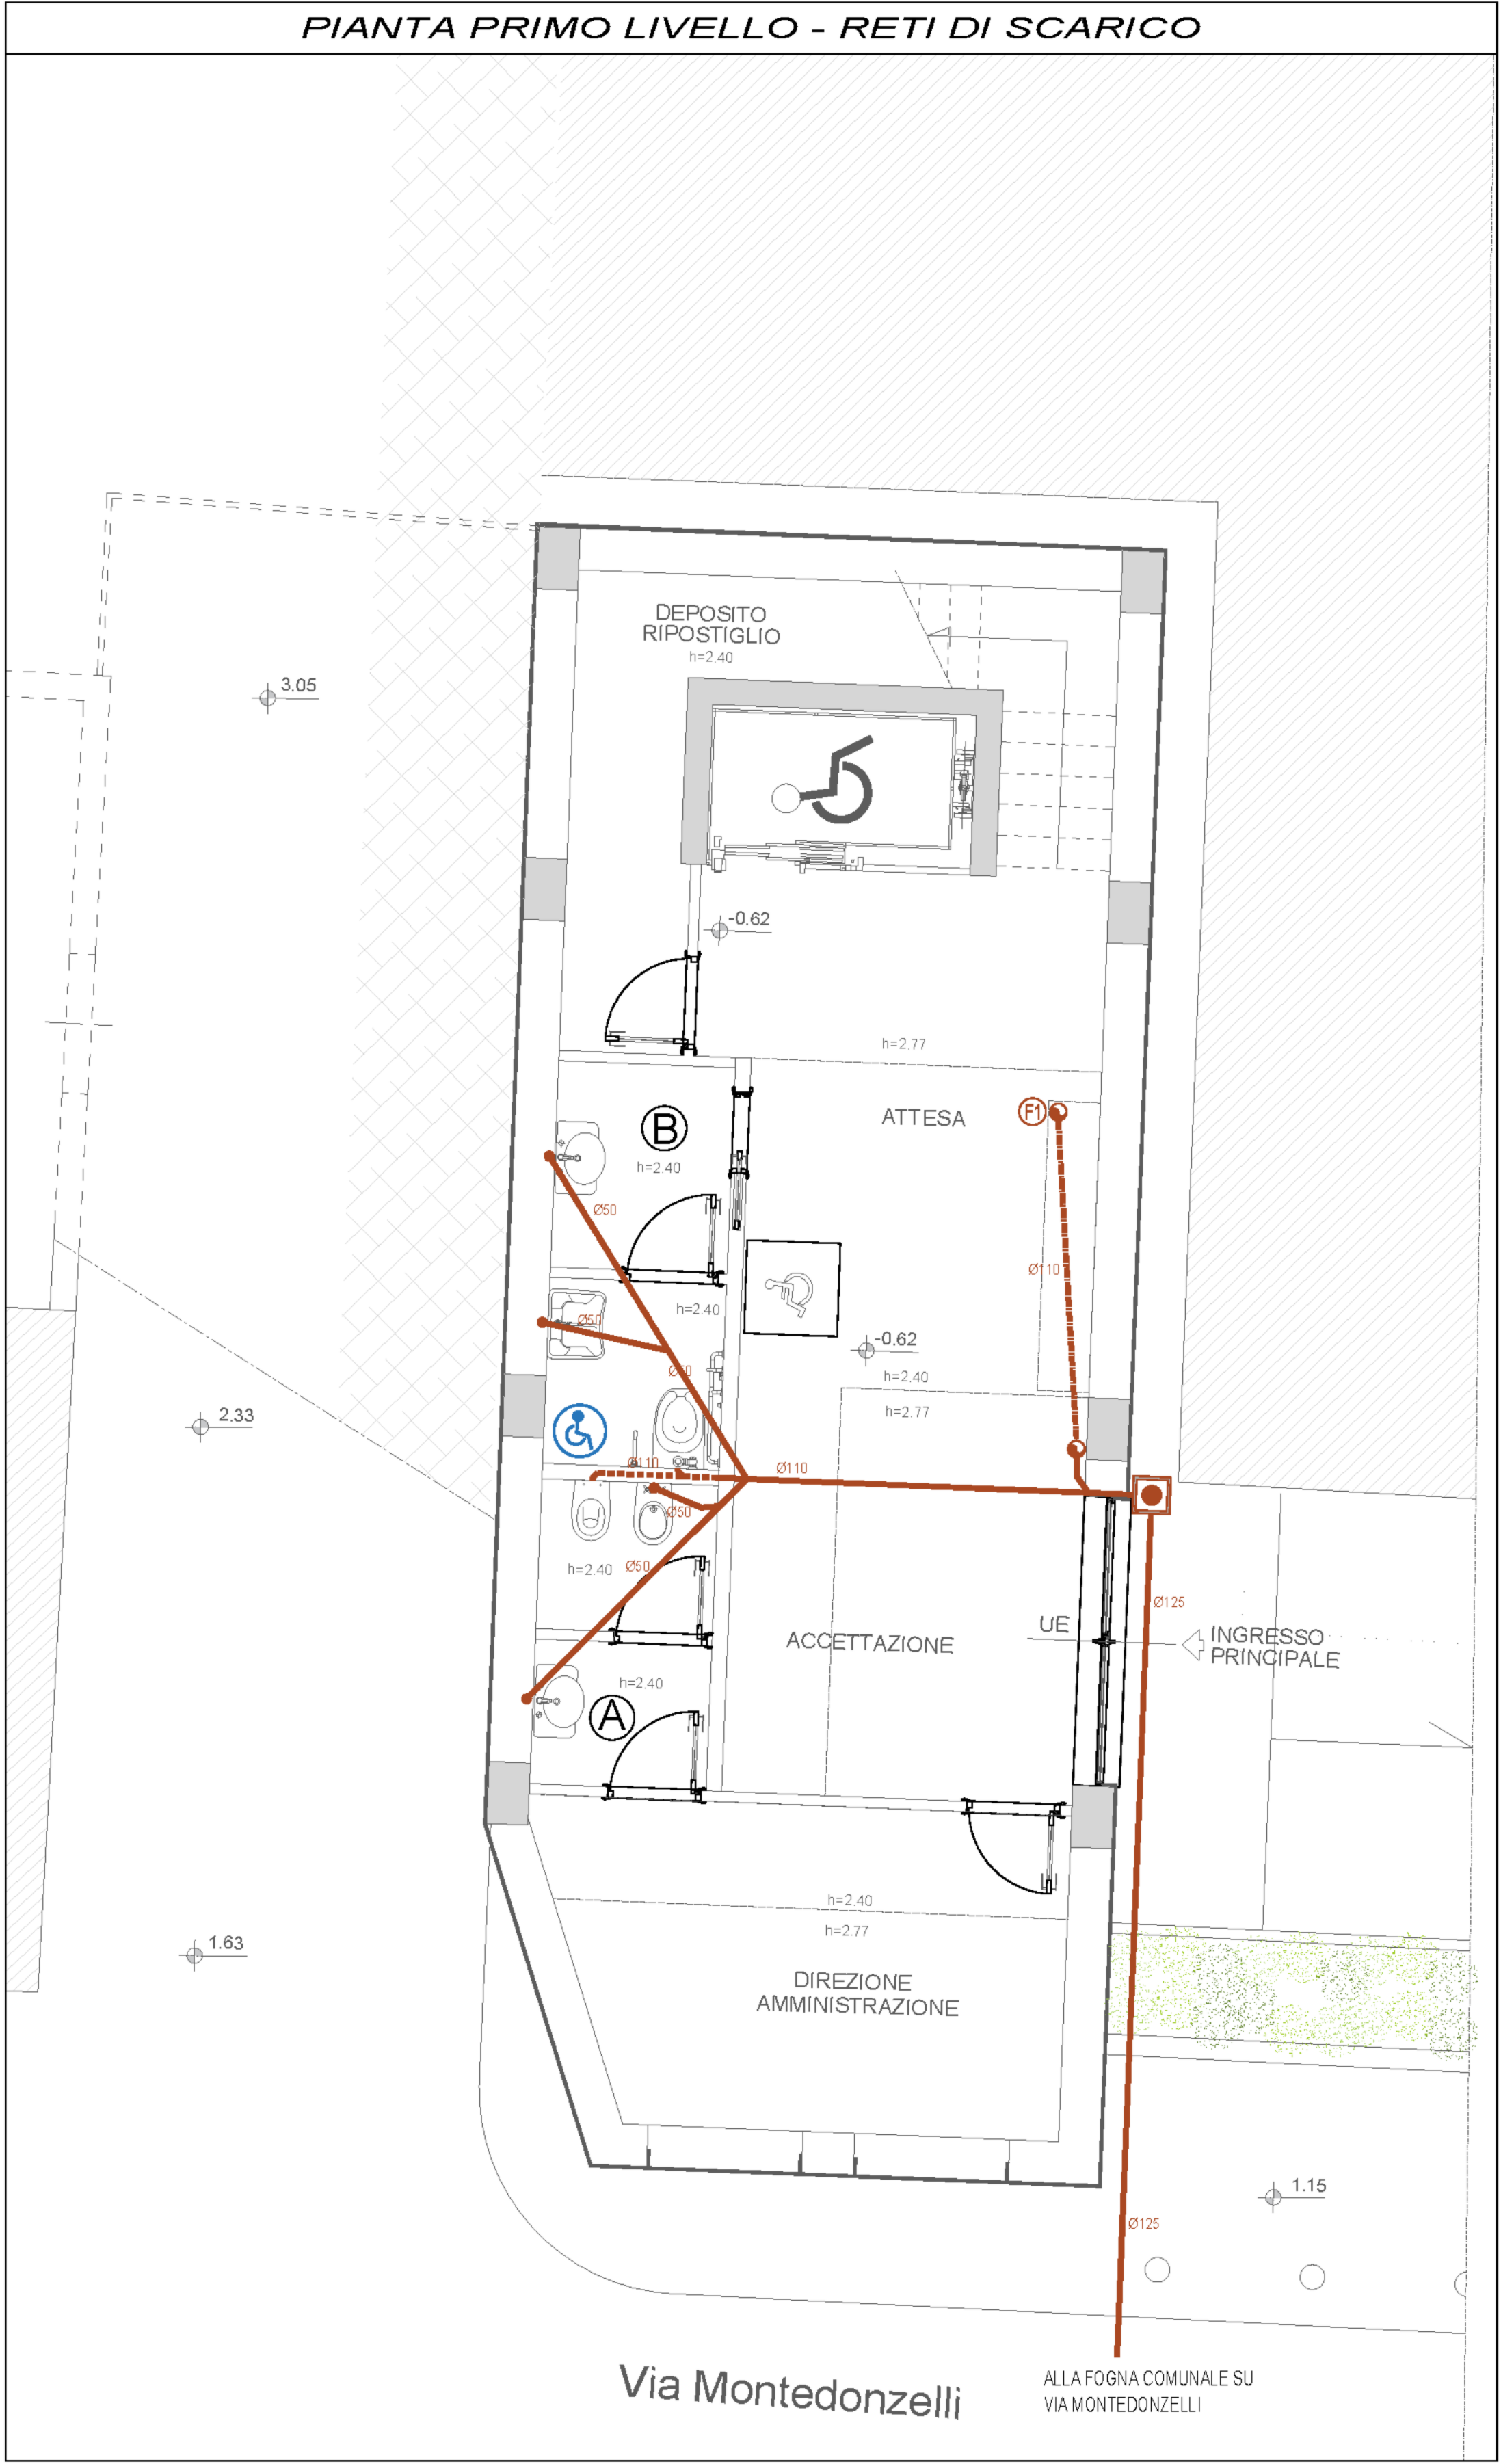 PIANTA PRIMO LIVELLO - RETI DI SCARICO
DEPOSITO
RIPOSTIGLIO
h=2.40
3.05
-0.62
h=2.77
ATTESA
F1
B
h=2.40
Ø50
Ø110
h=2.40
Ø50
-0.62
h=2.40
h=2.77
2.33
Ø110
Ø110
Ø50
h=2.40
Ø50
Ø125
UE
INGRESSO
PRINCIPALE
ACCETTAZIONE
h=2.40
A
h=2.40
h=2.77
1.63
DIREZIONE
AMMINISTRAZIONE
1.15
Ø125
Via Montedonzelli
ALLA FOGNA COMUNALE SU
VIA MONTEDONZELLI